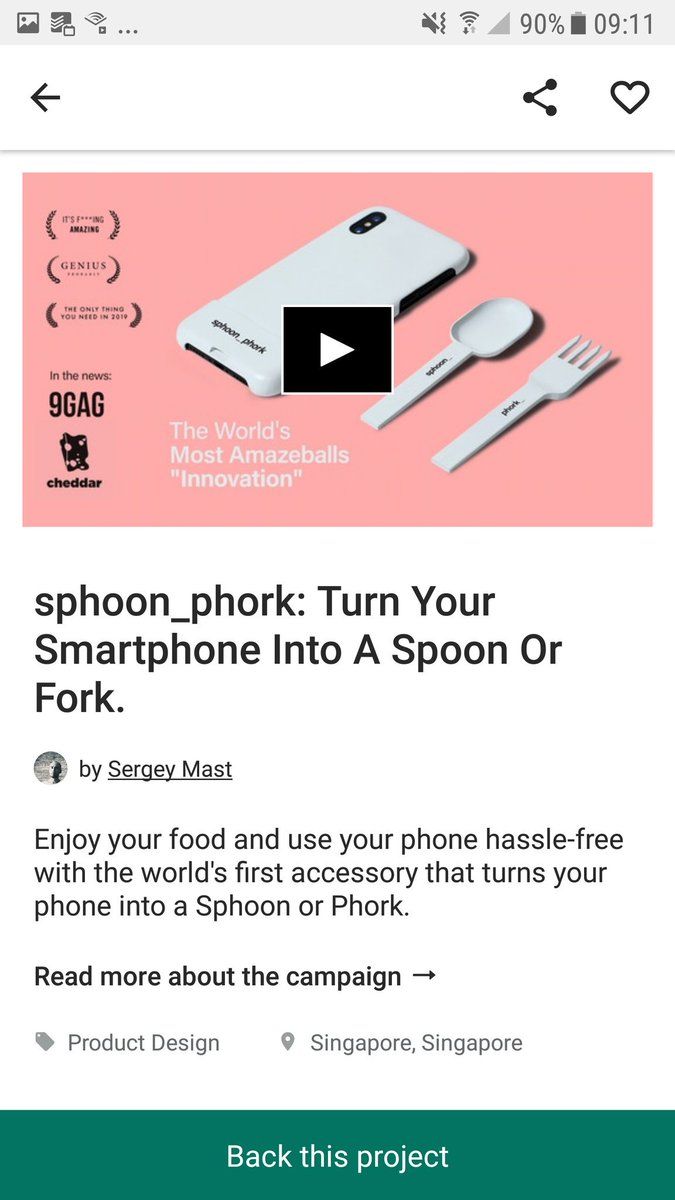 ... 90% 09:11
IT'S F***ING
AMAZING
GENIUS
PROBABLY
THE ONLY THING
YOU NEED IN 2019
In the news:
9GAG
cheddar
sphoon_phork
sphoon_
phork_
The World's
Most Amazeballs
"Innovation"
sphoon_phork: Turn Your
Smartphone Into A Spoon Or
Fork.
by Sergey Mast
Enjoy your food and use your phone hassle-free
with the world's first accessory that turns your
phone into a Sphoon or Phork.
Read more about the campaign →
Product Design Singapore, Singapore
Back this project